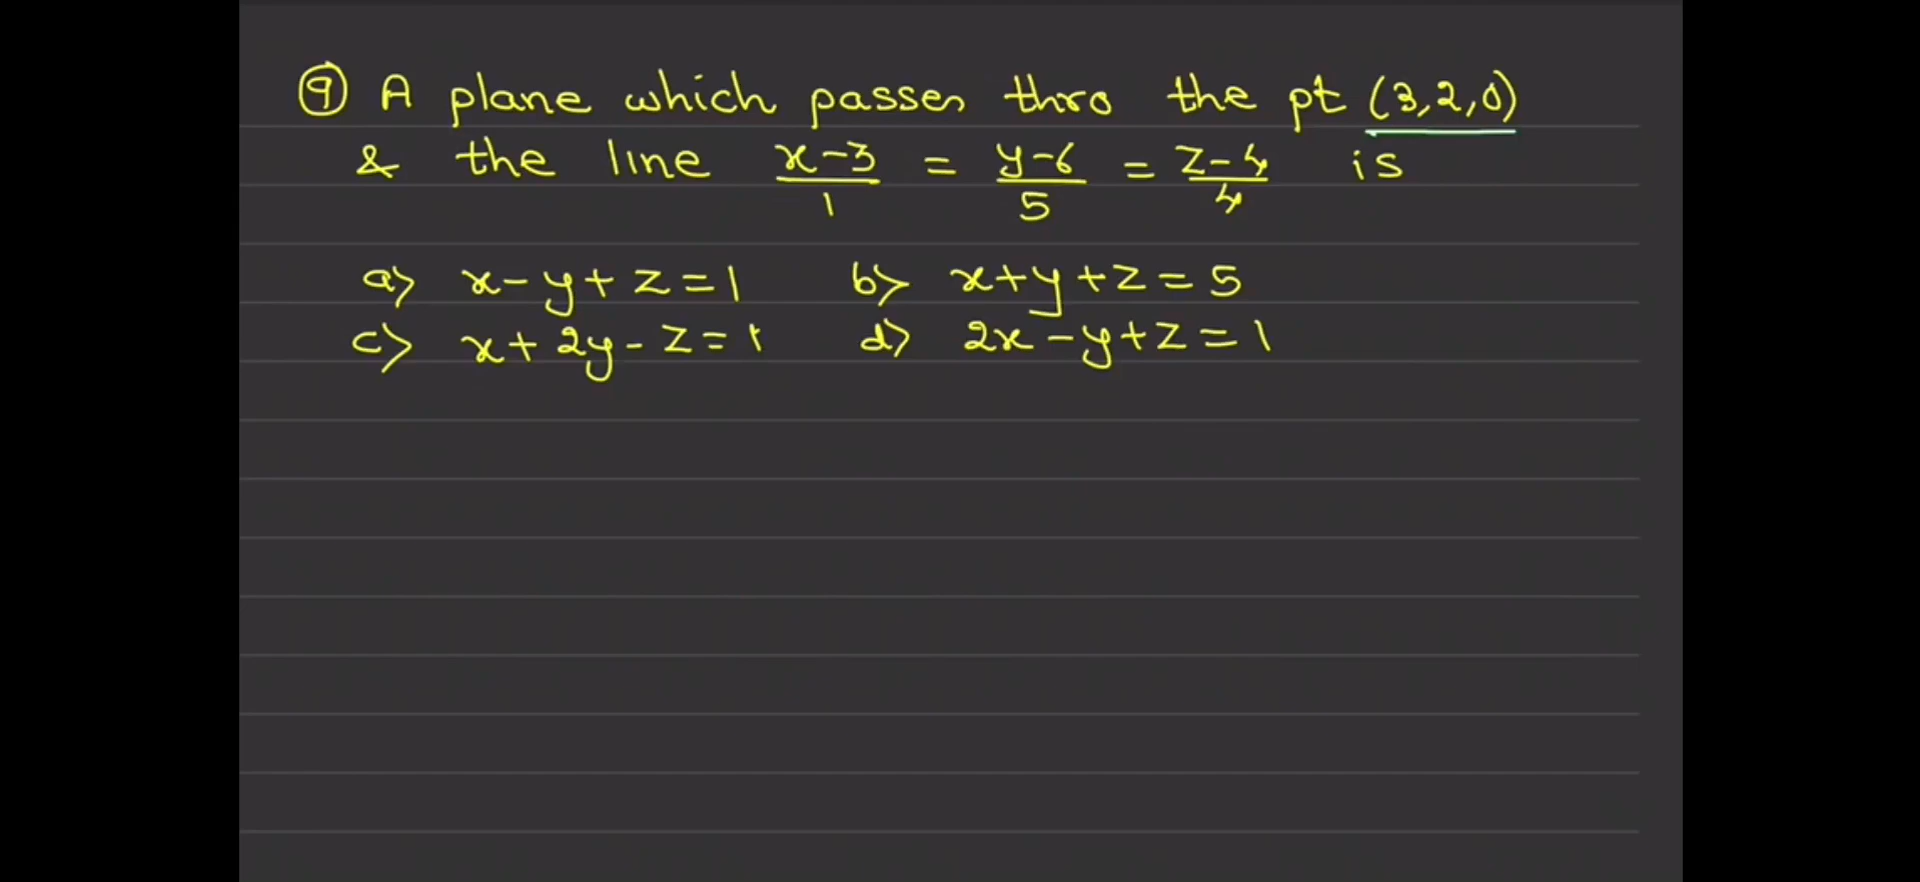 ⑨ A plane which passes thro the pt (3,2,0)
& the line x-3/1 = y-6/5 = z-4/4 is
a> x-y+z=1 b> x+y+z=5
c> x+2y-z=1 d> 2x-y+z=1